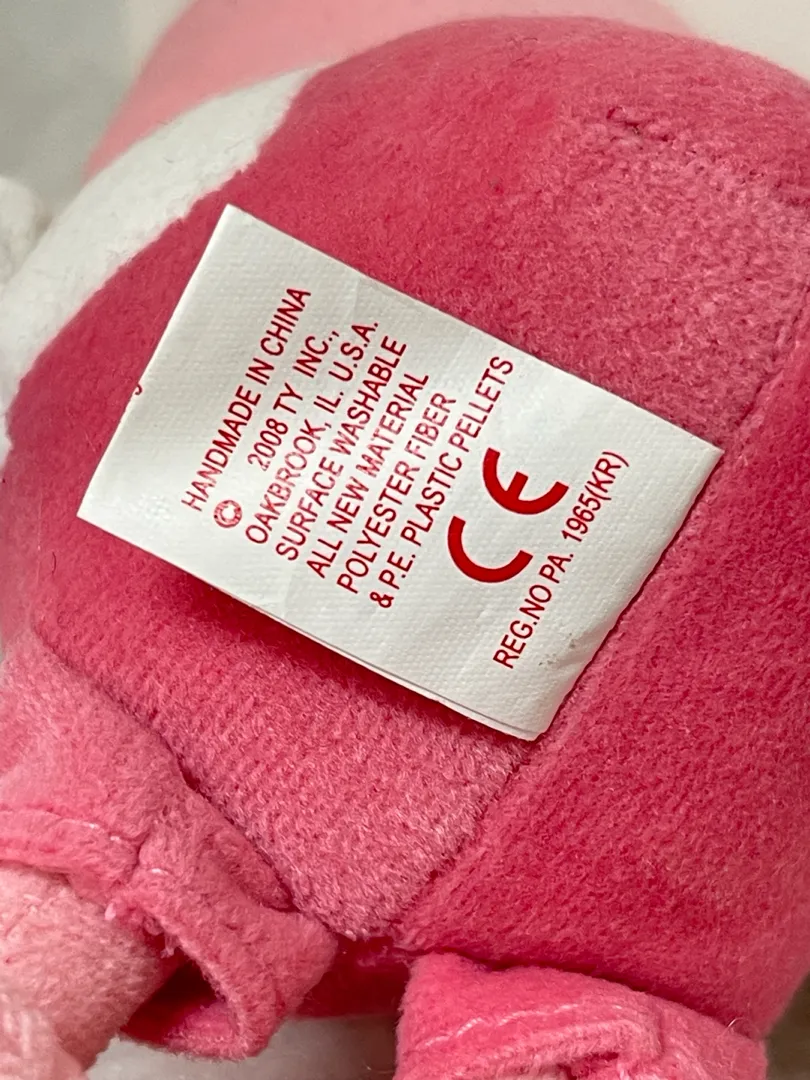 HANDMADE IN CHINA
© 2008 TY INC.,
OAKBROOK, IL. U.S.A.
SURFACE WASHABLE
ALL NEW MATERIAL
POLYESTER FIBER
& P.E. PLASTIC PELLETS
CE
REG.NO PA. 1965(KR)